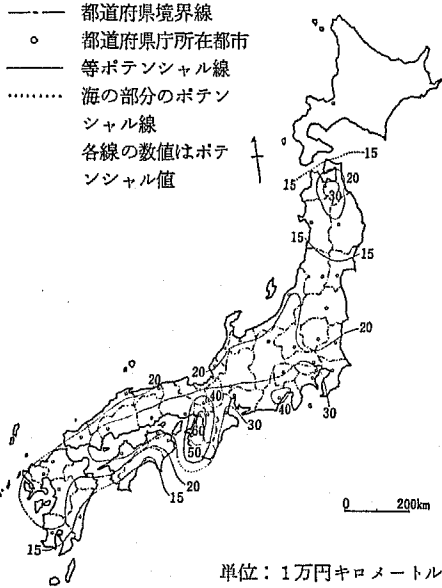 都道府県境界線
都道府県庁所在都市
等ポテンシャル線
海の部分のポテン
シャル線
各線の数値はポテ
ンシャル値
15
15
20
30
15
15
20
20
20
40
60
50
30
40
30
20
15
15
0 200km
単位：1万円キロメートル